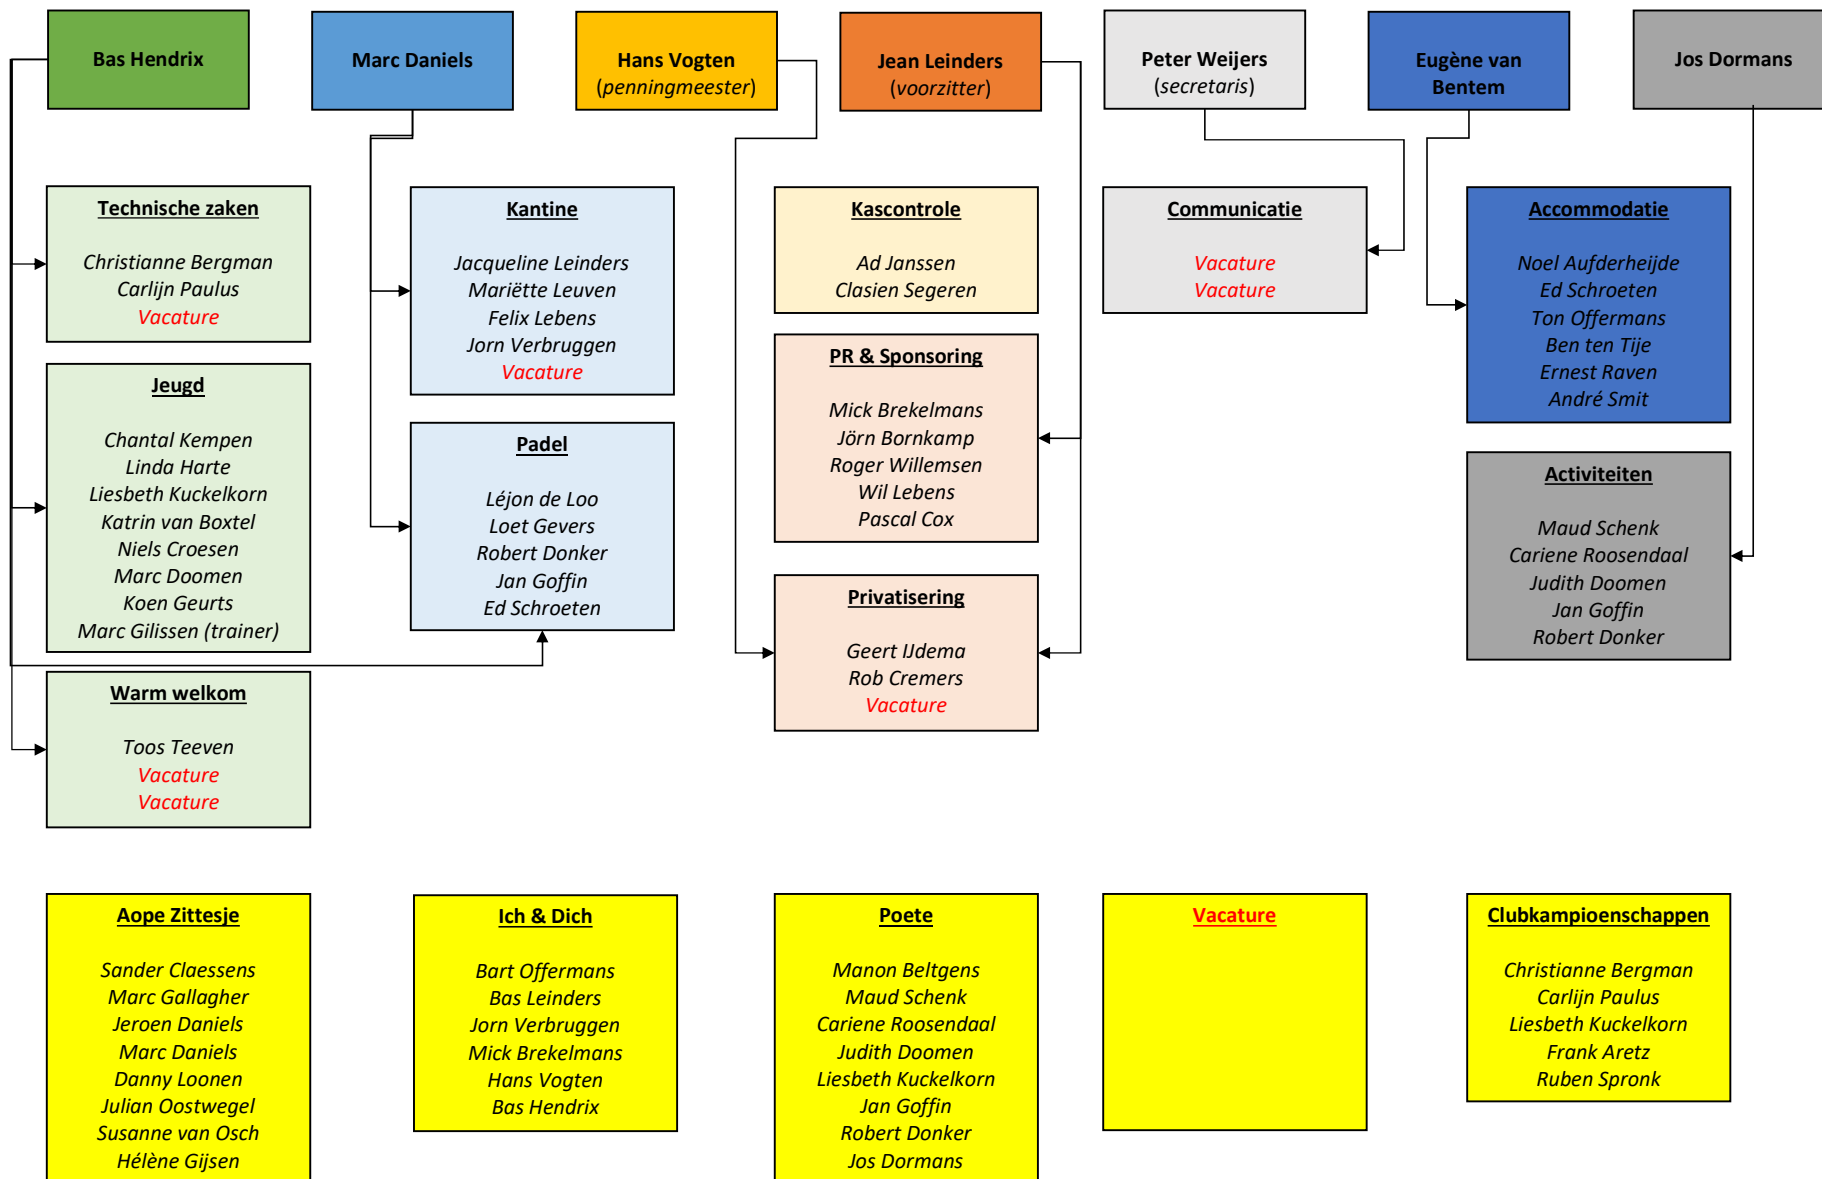 Bas Hendrix
Marc Daniels
Hans Vogten
(penningmeester)
Jean Leinders
(voorzitter)
Peter Weijers
(secretaris)
Eugène van
Bentem
Jos Dormans
Technische zaken
Christianne Bergman
Carlijn Paulus
Vacature
Jeugd
Chantal Kempen
Linda Harte
Liesbeth Kuckelkorn
Katrin van Boxtel
Niels Croesen
Marc Doomen
Koen Geurts
Marc Gilissen (trainer)
Warm welkom
Toos Teeven
Vacature
Vacature
Kantine
Jacqueline Leinders
Mariëtte Leuven
Felix Lebens
Jorn Verbruggen
Vacature
Padel
Léjon de Loo
Loet Gevers
Robert Donker
Jan Goffin
Ed Schroeten
Kascontrole
Ad Janssen
Clasien Segeren
PR & Sponsoring
Mick Brekelmans
Jörn Bornkamp
Roger Willemsen
Wil Lebens
Pascal Cox
Privatisering
Geert IJdema
Rob Cremers
Vacature
Communicatie
Vacature
Vacature
Accommodatie
Noel Aufderheijde
Ed Schroeten
Ton Offermans
Ben ten Tije
Ernest Raven
André Smit
Activiteiten
Maud Schenk
Cariene Roosendaal
Judith Doomen
Jan Goffin
Robert Donker
Aope Zittesje
Sander Claessens
Marc Gallagher
Jeroen Daniels
Marc Daniels
Danny Loonen
Julian Oostwegel
Susanne van Osch
Hélène Gijsen
Ich & Dich
Bart Offermans
Bas Leinders
Jorn Verbruggen
Mick Brekelmans
Hans Vogten
Bas Hendrix
Poete
Manon Beltgens
Maud Schenk
Cariene Roosendaal
Judith Doomen
Liesbeth Kuckelkorn
Jan Goffin
Robert Donker
Jos Dormans
Vacature
Clubkampioenschappen
Christianne Bergman
Carlijn Paulus
Liesbeth Kuckelkorn
Frank Aretz
Ruben Spronk